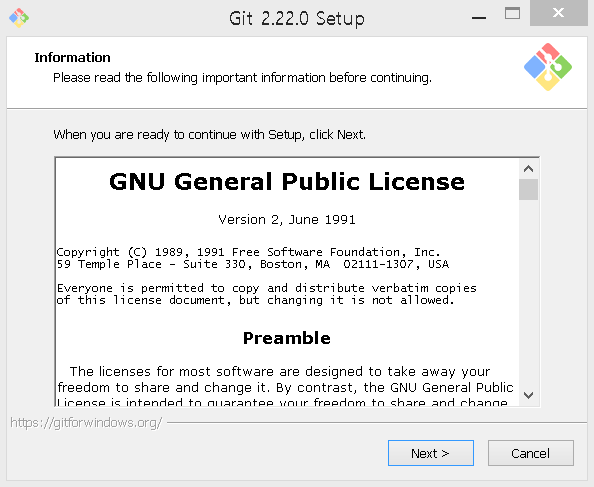 Git 2.22.0 Setup
Information
Please read the following important information before continuing.
When you are ready to continue with Setup, click Next.
GNU General Public License
Version 2, June 1991
Copyright (C) 1989, 1991 Free Software Foundation, Inc.
59 Temple Place - Suite 330, Boston, MA  02111-1307, USA
Everyone is permitted to copy and distribute verbatim copies
of this license document, but changing it is not allowed.
Preamble
The licenses for most software are designed to take away your
freedom to share and change it. By contrast, the GNU General Public
License is intended to guarantee your freedom to share and change
https://gitforwindows.org/
Next >
Cancel